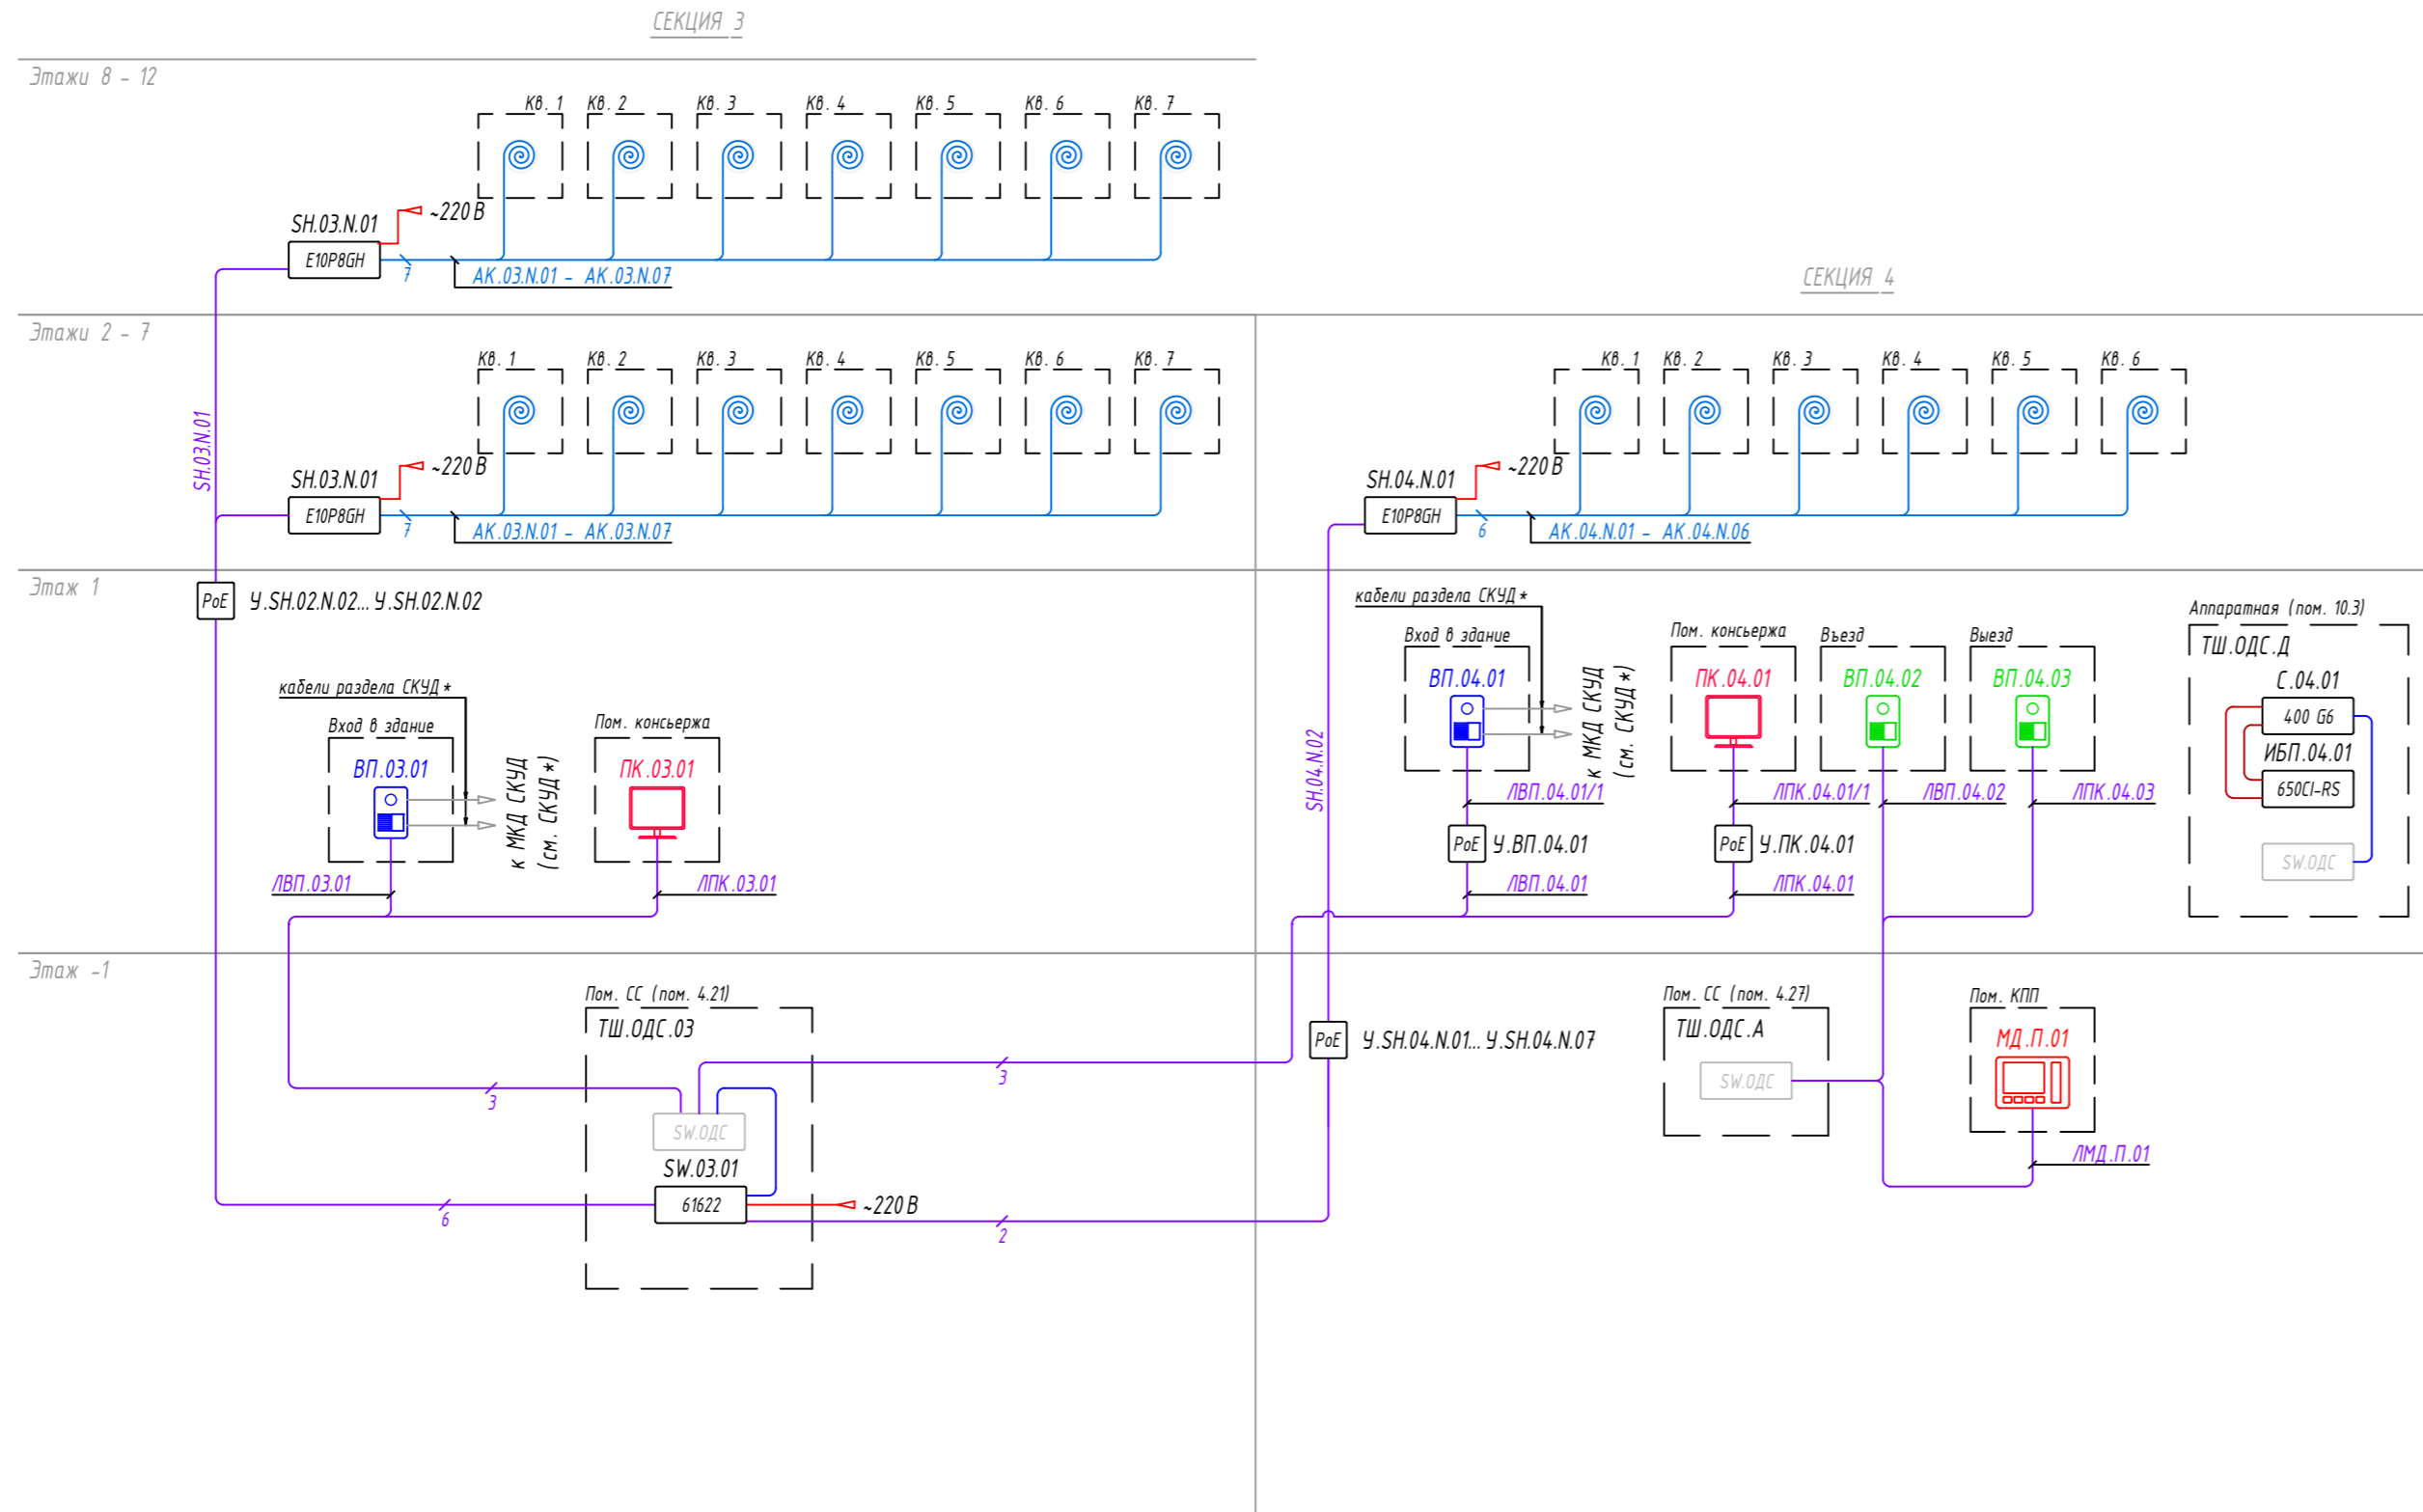 СЕКЦИЯ 3
Этажи 8 - 12
Кв. 1
Кв. 2
Кв. 3
Кв. 4
Кв. 5
Кв. 6
Кв. 7
~220 В
SH.03.N.01
E10P8GH
7
АК.03.N.01 - АК.03.N.07
СЕКЦИЯ 4
Этажи 2 - 7
Кв. 1
Кв. 2
Кв. 3
Кв. 4
Кв. 5
Кв. 6
Кв. 7
SH.03.N.01
~220 В
SH.03.N.01
E10P8GH
7
АК.03.N.01 - АК.03.N.07
Кв. 1
Кв. 2
Кв. 3
Кв. 4
Кв. 5
Кв. 6
~220 В
SH.04.N.01
E10P8GH
6
АК.04.N.01 - АК.04.N.06
Этаж 1
PoE
У.SH.02.N.02... У.SH.02.N.02
кабели раздела СКУД*
Вход в здание
ВП.03.01
к МКД СКУД
(см. СКУД*)
ЛВП.03.01
Пом. консьержа
ПК.03.01
ЛПК.03.01
SH.04.N.02
кабели раздела СКУД*
Вход в здание
ВП.04.01
к МКД СКУД
(см. СКУД*)
ЛВП.04.01/1
PoE
У.ВП.04.01
ЛВП.04.01
Пом. консьержа
ПК.04.01
ЛПК.04.01/1
PoE
У.ПК.04.01
ЛПК.04.01
Въезд
ВП.04.02
ЛВП.04.02
Выезд
ВП.04.03
ЛПК.04.03
Аппаратная (пом. 10.3)
ТШ.ОДС.Д
С.04.01
400 G6
ИБП.04.01
650CI-RS
SW.ОДС
Этаж -1
Пом. СС (пом. 4.21)
ТШ.ОДС.03
3
3
SW.ОДС
SW.03.01
61622
~220 В
6
2
PoE
У.SH.04.N.01... У.SH.04.N.07
Пом. СС (пом. 4.27)
ТШ.ОДС.А
SW.ОДС
Пом. КПП
МД.П.01
ЛМД.П.01